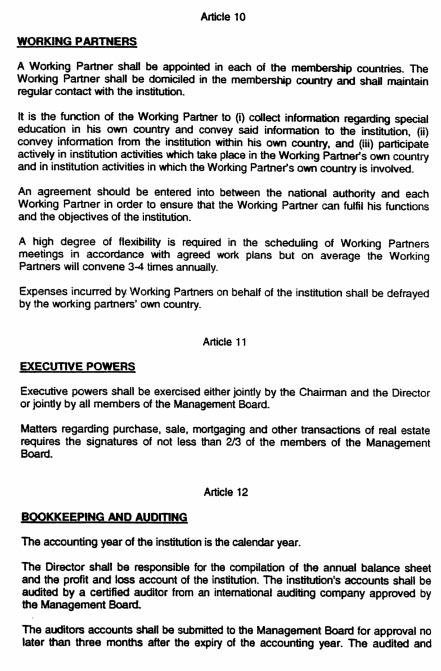 Article 10
WORKING PARTNERS
A Working Partner shall be appointed in each of the membership countries. The
Working Partner shall be domiciled in the membership country and shall maintain
regular contact with the institution.
It is the function of the Working Partner to (i) collect information regarding special
education in his own country and convey said information to the institution, (ii)
convey information from the institution within his own country, and (iii) participate
actively in institution activities which take place in the Working Partner's own country
and in institution activities in which the Working Partner's own country is involved.
An agreement should be entered into between the national authority and each
Working Partner in order to ensure that the Working Partner can fulfil his functions
and the objectives of the institution.
A high degree of flexibility is required in the scheduling of Working Partners
meetings in accordance with agreed work plans but on average the Working
Partners will convene 3-4 times annually.
Expenses incurred by Working Partners on behalf of the institution shall be defrayed
by the working partners' own country.
Article 11
EXECUTIVE POWERS
Executive powers shall be exercised either jointly by the Chairman and the Director
or jointly by all members of the Management Board.
Matters regarding purchase, sale, mortgaging and other transactions of real estate
requires the signatures of not less than 2/3 of the members of the Management
Board.
Article 12
BOOKKEEPING AND AUDITING
The accounting year of the institution is the calendar year.
The Director shall be responsible for the compilation of the annual balance sheet
and the profit and loss account of the institution. The institution's accounts shall be
audited by a certified auditor from an international auditing company approved by
the Management Board.
The auditors accounts shall be submitted to the Management Board for approval no
later than three months after the expiry of the accounting year. The audited and